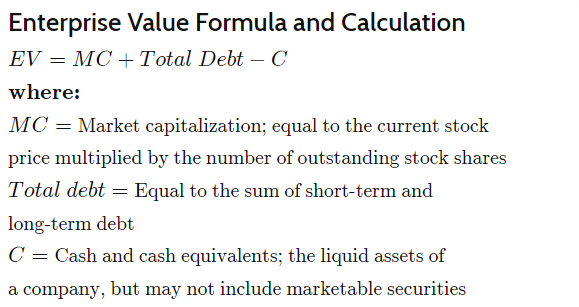 Enterprise Value Formula and Calculation
EV = MC + Total Debt − C
where:
MC = Market capitalization; equal to the current stock
price multiplied by the number of outstanding stock shares
Total debt = Equal to the sum of short-term and
long-term debt
C = Cash and cash equivalents; the liquid assets of
a company, but may not include marketable securities